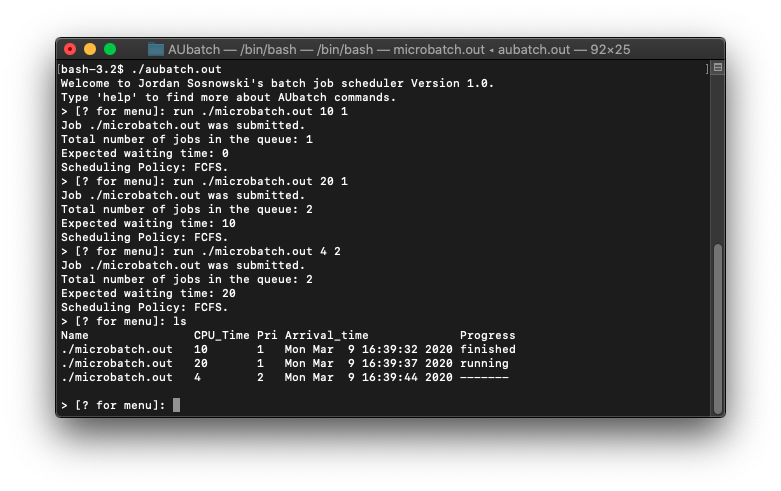 AUbatch — /bin/bash — /bin/bash — microbatch.out ◂ aubatch.out — 92×25
[bash-3.2$ ./aubatch.out ]
Welcome to Jordan Sosnowski's batch job scheduler Version 1.0.
Type 'help' to find more about AUbatch commands.
> [? for menu]: run ./microbatch.out 10 1
Job ./microbatch.out was submitted.
Total number of jobs in the queue: 1
Expected waiting time: 0
Scheduling Policy: FCFS.
> [? for menu]: run ./microbatch.out 20 1
Job ./microbatch.out was submitted.
Total number of jobs in the queue: 2
Expected waiting time: 10
Scheduling Policy: FCFS.
> [? for menu]: run ./microbatch.out 4 2
Job ./microbatch.out was submitted.
Total number of jobs in the queue: 2
Expected waiting time: 20
Scheduling Policy: FCFS.
> [? for menu]: ls
Name               CPU_Time Pri Arrival_time             Progress
./microbatch.out   10       1   Mon Mar  9 16:39:32 2020 finished
./microbatch.out   20       1   Mon Mar  9 16:39:37 2020 running
./microbatch.out   4        2   Mon Mar  9 16:39:44 2020 -------
> [? for menu]: